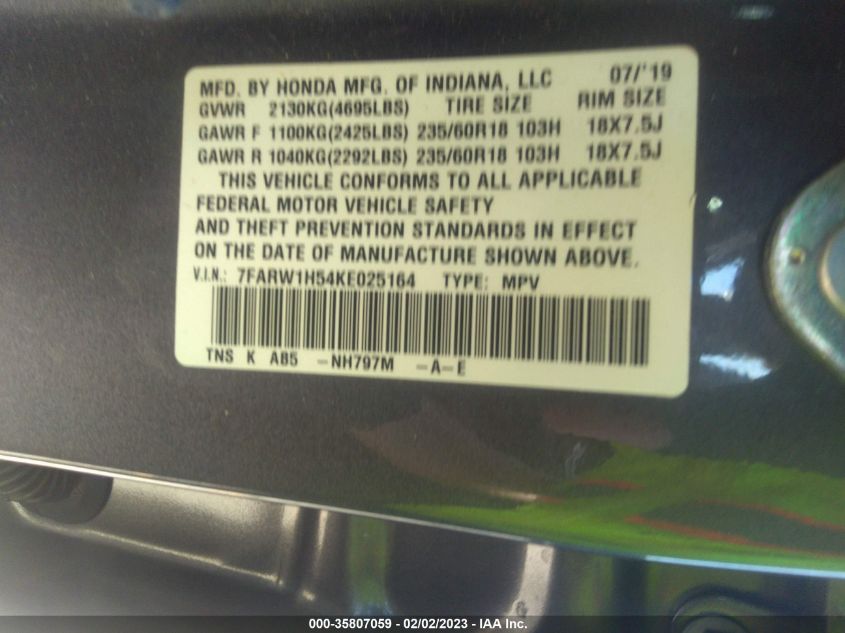 MFD. BY HONDA MFG. OF INDIANA, LLC 07/'19
GVWR 2130KG(4695LBS) TIRE SIZE RIM SIZE
GAWR F 1100KG(2425LBS) 235/60R18 103H 18X7.5J
GAWR R 1040KG(2292LBS) 235/60R18 103H 18X7.5J
THIS VEHICLE CONFORMS TO ALL APPLICABLE
FEDERAL MOTOR VEHICLE SAFETY
AND THEFT PREVENTION STANDARDS IN EFFECT
ON THE DATE OF MANUFACTURE SHOWN ABOVE.
V.I.N.: 7FARW1H54KE025164 TYPE: MPV
TNS K AB5 -NH797M -A-E
000-35807059 - 02/02/2023 - IAA Inc.